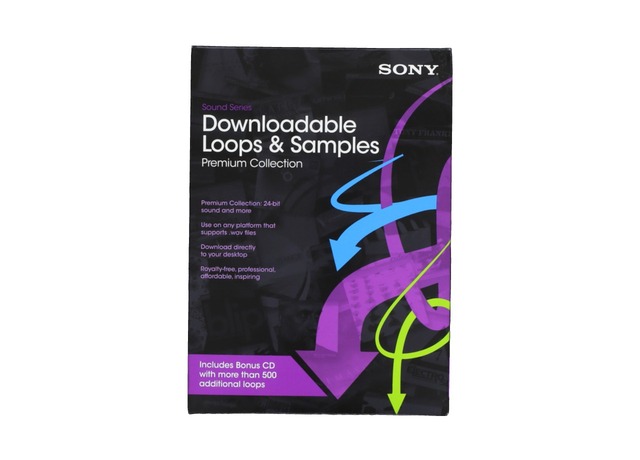 SONY
Sound Series
Downloadable
Loops & Samples
Premium Collection
Premium Collection: 24-bit
sound and more
Use on any platform that
supports .wav files
Download directly
to your desktop
Royalty-free, professional,
affordable, inspiring
Includes Bonus CD
with more than 500
additional loops